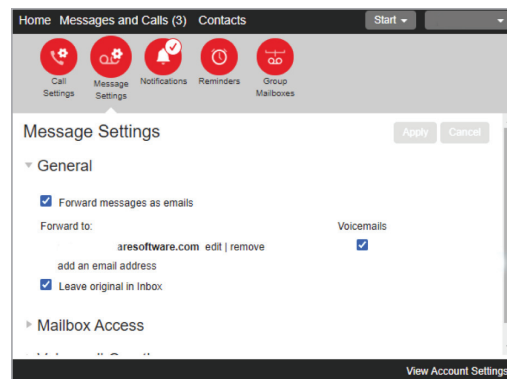 Home Messages and Calls (3) Contacts Start
Call Settings
Message Settings
Notifications
Reminders
Group Mailboxes
Message Settings Apply Cancel
General
Forward messages as emails
Forward to: Voicemails
aresoftware.com edit | remove
add an email address
Leave original in Inbox
Mailbox Access
View Account Settings